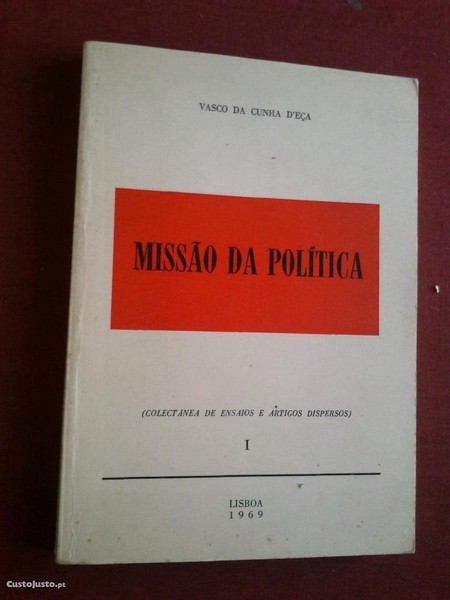 VASCO DA CUNHA D'EÇA
MISSÃO DA POLÍTICA
(COLECTÂNEA DE ENSAIOS E ARTIGOS DISPERSOS)
I
LISBOA
1969
CustoJusto.pt